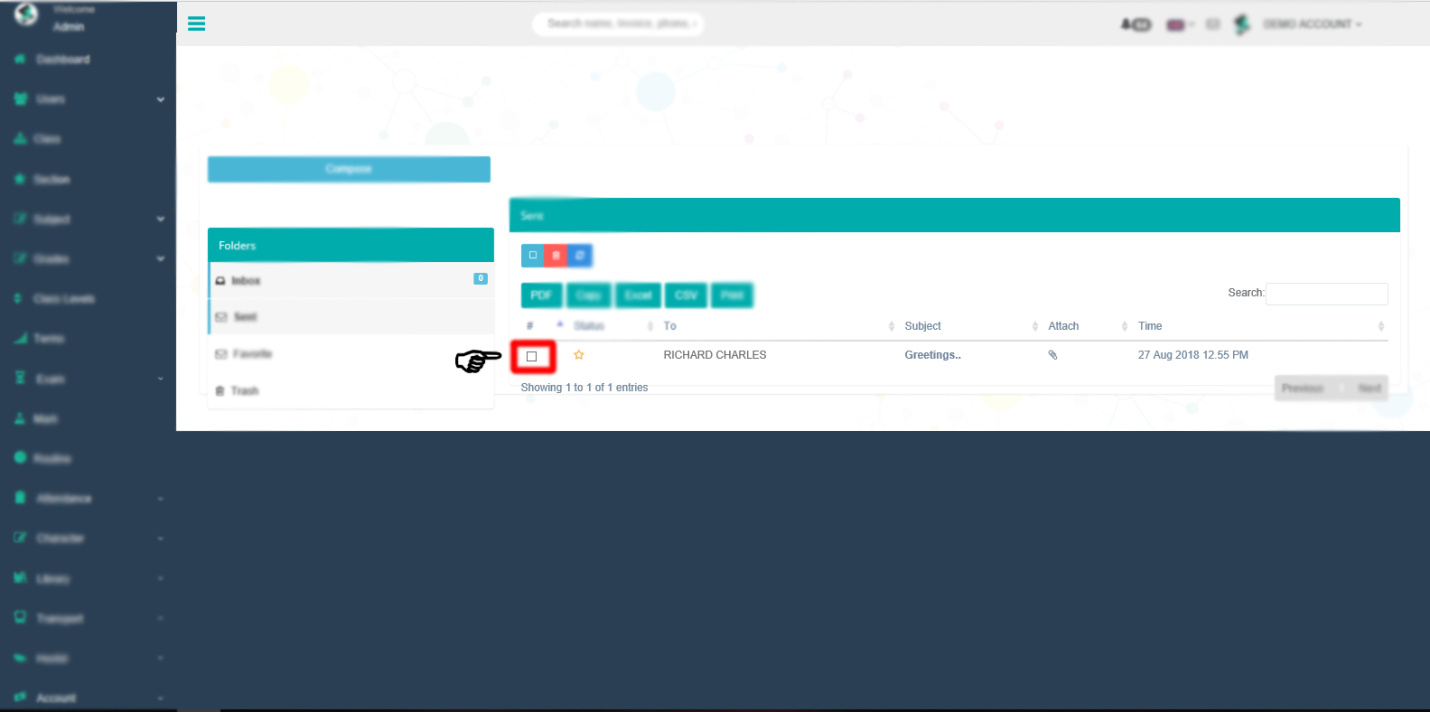 Welcome
Admin
Search name, invoice, phone,
DEMO ACCOUNT
Dashboard
Users
Class
Section
Subject
Grades
Class Levels
Terms
Exam
Mark
Routine
Attendance
Character
Library
Transport
Hostel
Account
Compose
Folders
Inbox 0
Sent
Favorite
Trash
Sent
PDF Copy Excel CSV Print
Search:
# Status To Subject Attach Time
RICHARD CHARLES Greetings.. 27 Aug 2018 12.55 PM
Showing 1 to 1 of 1 entries
Previous 1 Next